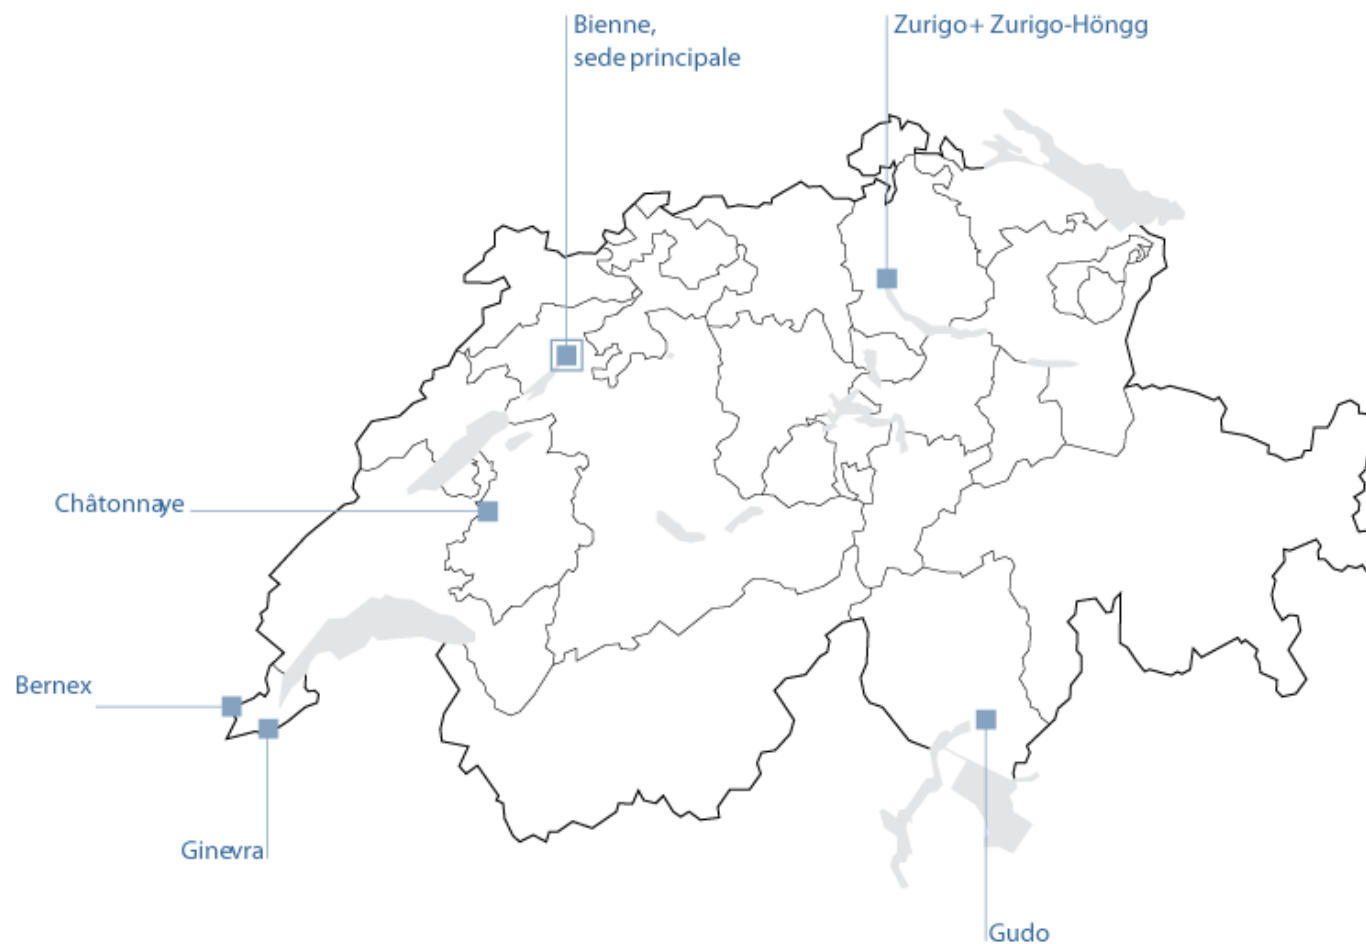 Bienne,
sede principale
Zurigo + Zurigo-Höngg
Châtonnaye
Bernex
Ginevra
Gudo